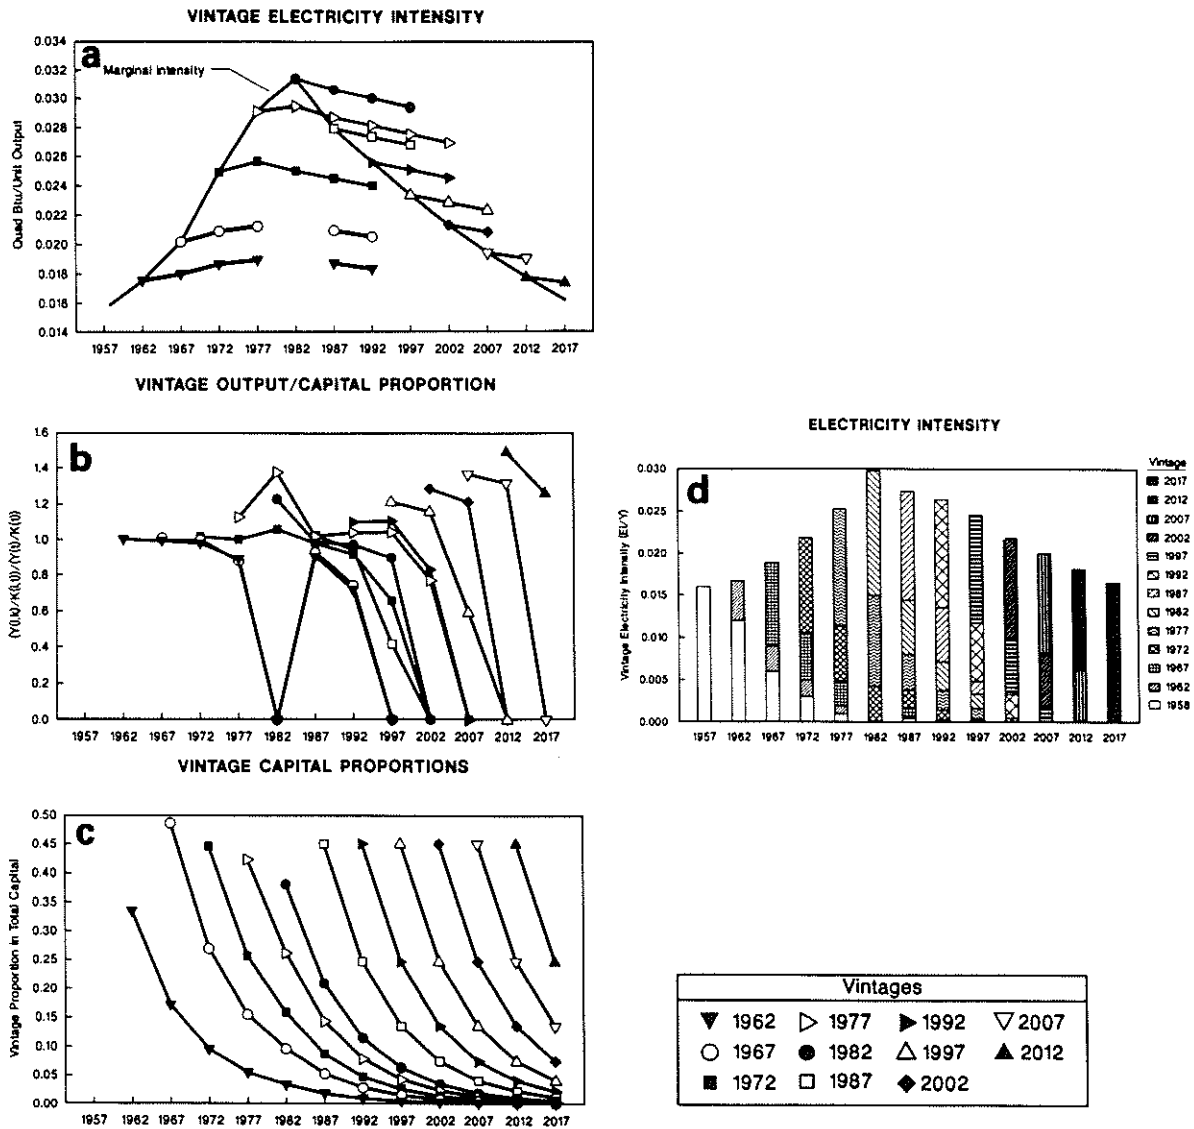 VINTAGE ELECTRICITY INTENSITY
a
Marginal intensity
Quad Btu/Unit Output
0.034
0.032
0.030
0.028
0.026
0.024
0.022
0.020
0.018
0.016
0.014
1957 1962 1967 1972 1977 1982 1987 1992 1997 2002 2007 2012 2017
VINTAGE OUTPUT/CAPITAL PROPORTION
b
(Y(i,k)/K(i,t))/(Y(t)/K(t))
1.6
1.4
1.2
1.0
0.8
0.6
0.4
0.2
0.0
1957 1962 1967 1972 1977 1982 1987 1992 1997 2002 2007 2012 2017
VINTAGE CAPITAL PROPORTIONS
c
Vintage Proportion in Total Capital
0.50
0.45
0.40
0.35
0.30
0.25
0.20
0.15
0.10
0.05
0.00
1957 1962 1967 1972 1977 1982 1987 1992 1997 2002 2007 2012 2017
ELECTRICITY INTENSITY
d
Vintage Electricity Intensity (Ei/Y)
0.030
0.025
0.020
0.015
0.010
0.005
0.000
1957 1962 1967 1972 1977 1982 1987 1992 1997 2002 2007 2012 2017
Vintage
2017
2012
2007
2002
1997
1992
1987
1982
1977
1972
1967
1962
1958
Vintages
1962 1977 1992 2007
1967 1982 1997 2012
1972 1987 2002